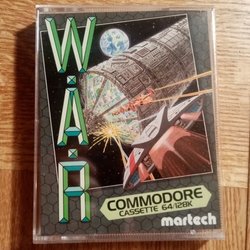 W.A.R
COMMODORE
CASSETTE 64/128K
martech